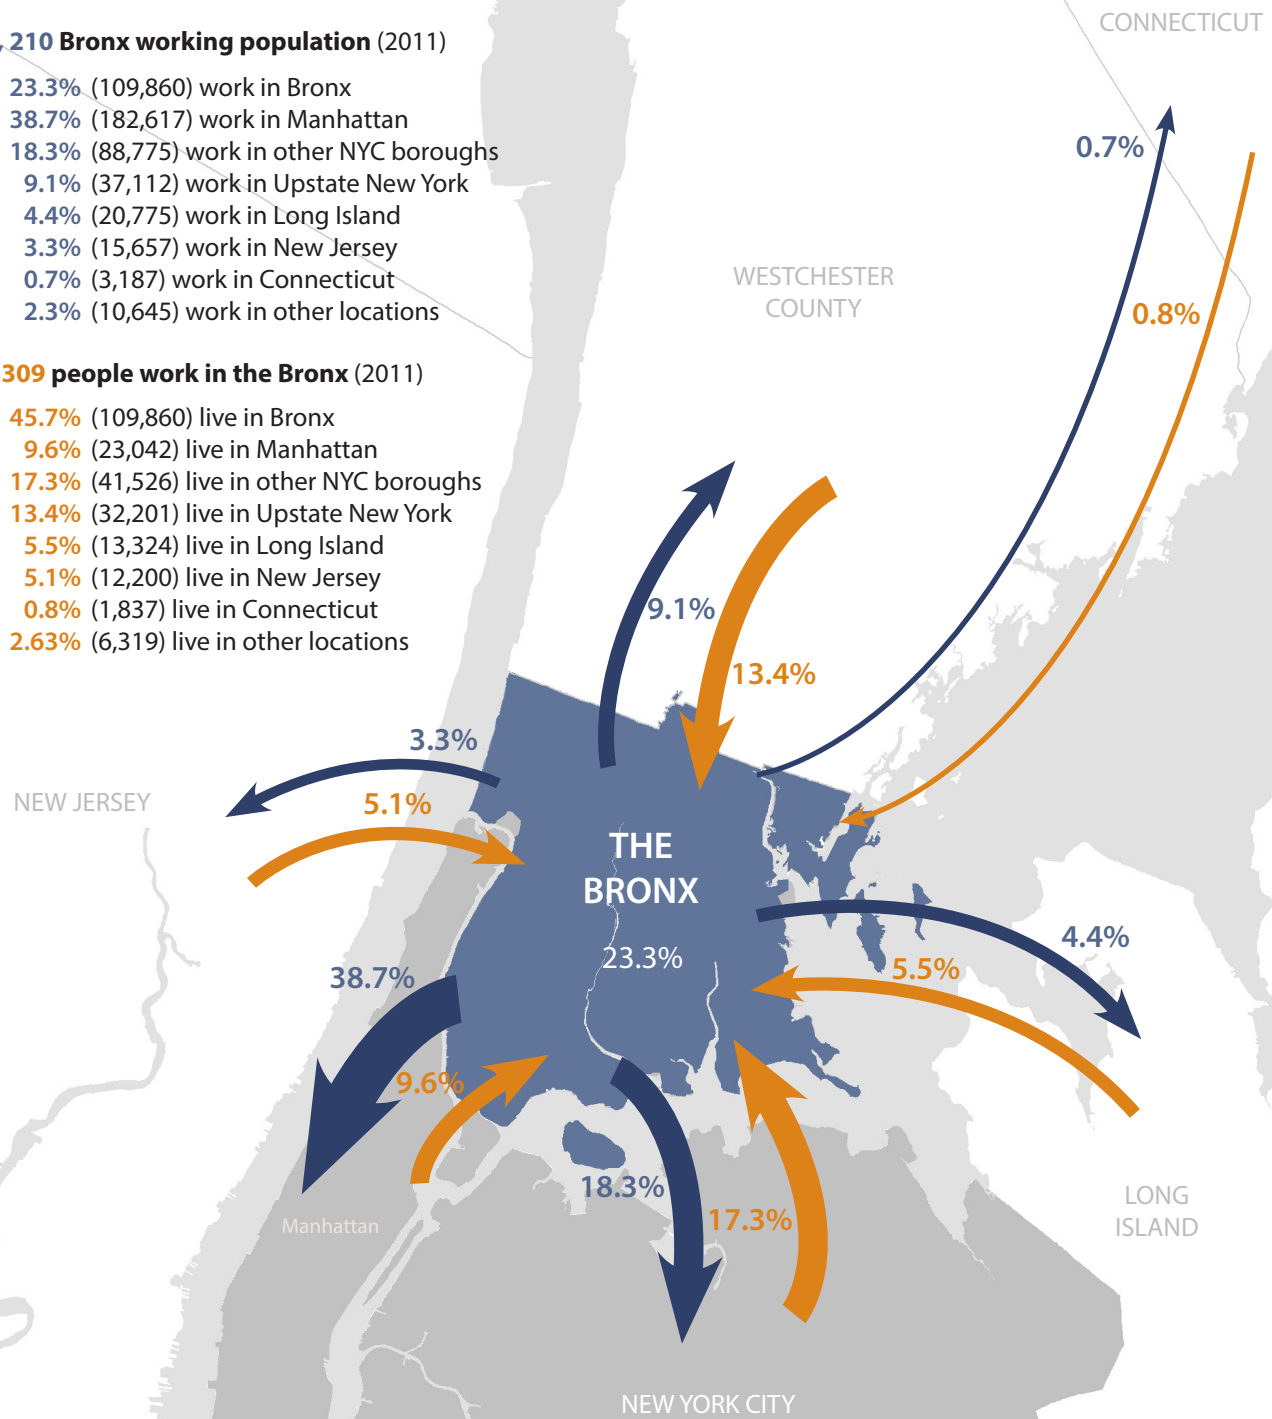 , 210 Bronx working population (2011)
23.3% (109,860) work in Bronx
38.7% (182,617) work in Manhattan
18.3% (88,775) work in other NYC boroughs
9.1% (37,112) work in Upstate New York
4.4% (20,775) work in Long Island
3.3% (15,657) work in New Jersey
0.7% (3,187) work in Connecticut
2.3% (10,645) work in other locations
309 people work in the Bronx (2011)
45.7% (109,860) live in Bronx
9.6% (23,042) live in Manhattan
17.3% (41,526) live in other NYC boroughs
13.4% (32,201) live in Upstate New York
5.5% (13,324) live in Long Island
5.1% (12,200) live in New Jersey
0.8% (1,837) live in Connecticut
2.63% (6,319) live in other locations
CONNECTICUT
0.7%
WESTCHESTER
COUNTY
0.8%
9.1%
13.4%
3.3%
NEW JERSEY
5.1%
THE
BRONX
23.3%
4.4%
5.5%
38.7%
9.6%
18.3%
17.3%
LONG
ISLAND
Manhattan
NEW YORK CITY